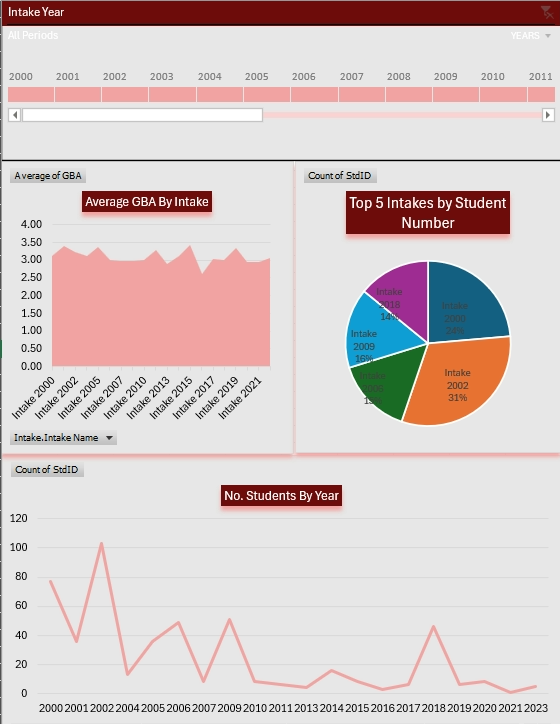 Intake Year
All Periods
YEARS
2000 2001 2002 2003 2004 2005 2006 2007 2008 2009 2010 2011
Average of GBA
Average GBA By Intake
4.00
3.50
3.00
2.50
2.00
1.50
1.00
0.50
0.00
Intake 2000 Intake 2002 Intake 2005 Intake 2007 Intake 2010 Intake 2013 Intake 2015 Intake 2017 Intake 2019 Intake 2021
Intake.Intake Name
Count of StdID
Top 5 Intakes by Student
Number
Intake
2018
14%
Intake
2000
24%
Intake
2009
16%
Intake
2002
31%
Count of StdID
No. Students By Year
120
100
80
60
40
20
0
2000 2001 2002 2004 2005 2006 2007 2009 2010 2011 2013 2014 2015 2016 2017 2018 2019 2020 2021 2023